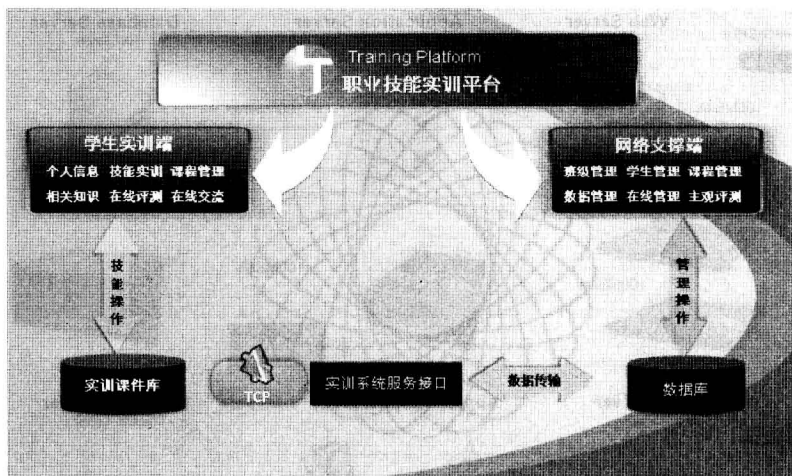 Training Platform
职业技能实训平台
学生实训端
个人信息 技能实训 课程管理
相关知识 在线评测 在线交流
网络支撑端
班级管理 学生管理 课程管理
数据管理 在线管理 主观评测
技能操作
管理操作
实训课件库
TCP
实训系统服务接口
数据传输
数据库